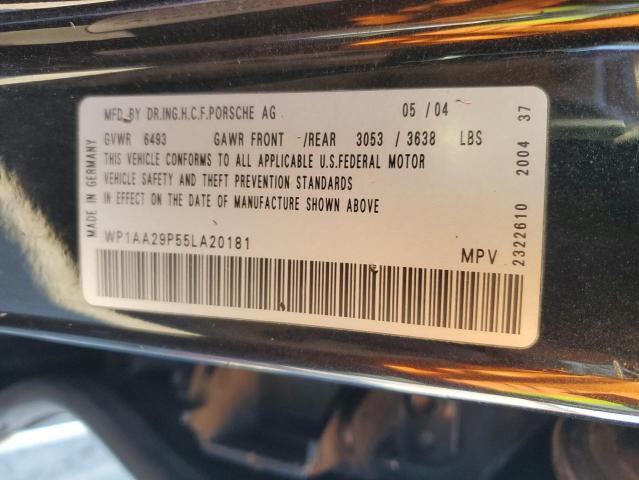 MFD BY DR.ING.H.C.F.PORSCHE AG 05 / 04
GVWR 6493 GAWR FRONT -/REAR 3053 / 3638 LBS
THIS VEHICLE CONFORMS TO ALL APPLICABLE U.S.FEDERAL MOTOR
VEHICLE SAFETY AND THEFT PREVENTION STANDARDS
IN EFFECT ON THE DATE OF MANUFACTURE SHOWN ABOVE
WP1AA29P55LA20181 MPV
MADE IN GERMANY
2322610 2004 37